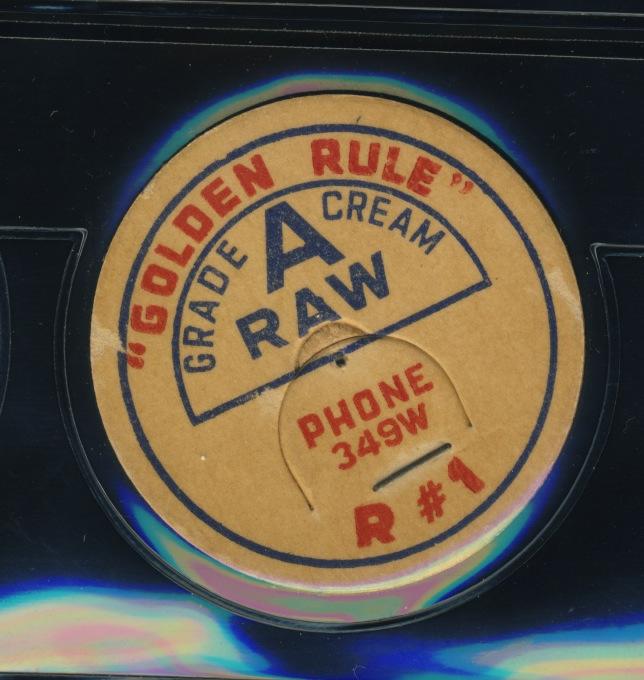 "GOLDEN RULE"
GRADE A CREAM
RAW
PHONE
349W
R #1